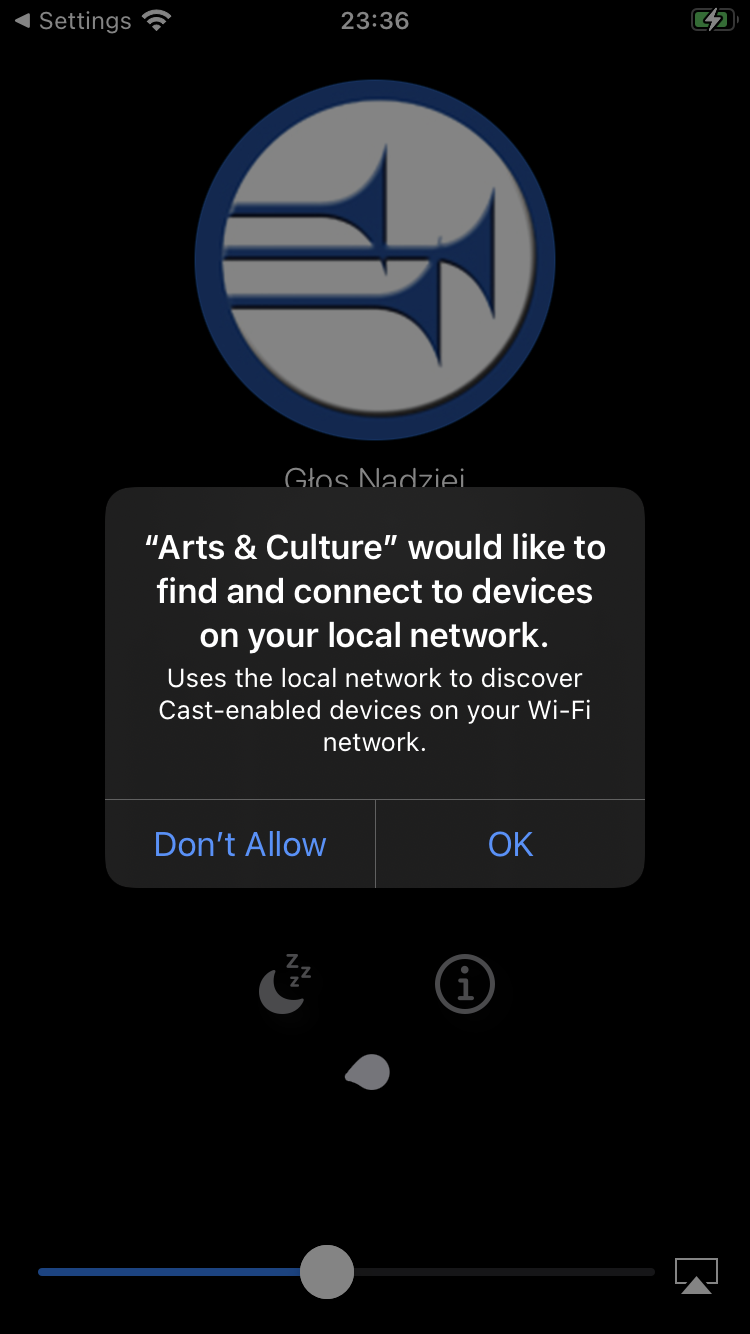 Settings
23:36
Głos Nadziei
“Arts & Culture” would like to
find and connect to devices
on your local network.
Uses the local network to discover
Cast-enabled devices on your Wi-Fi
network.
Don’t Allow
OK
z
z
z